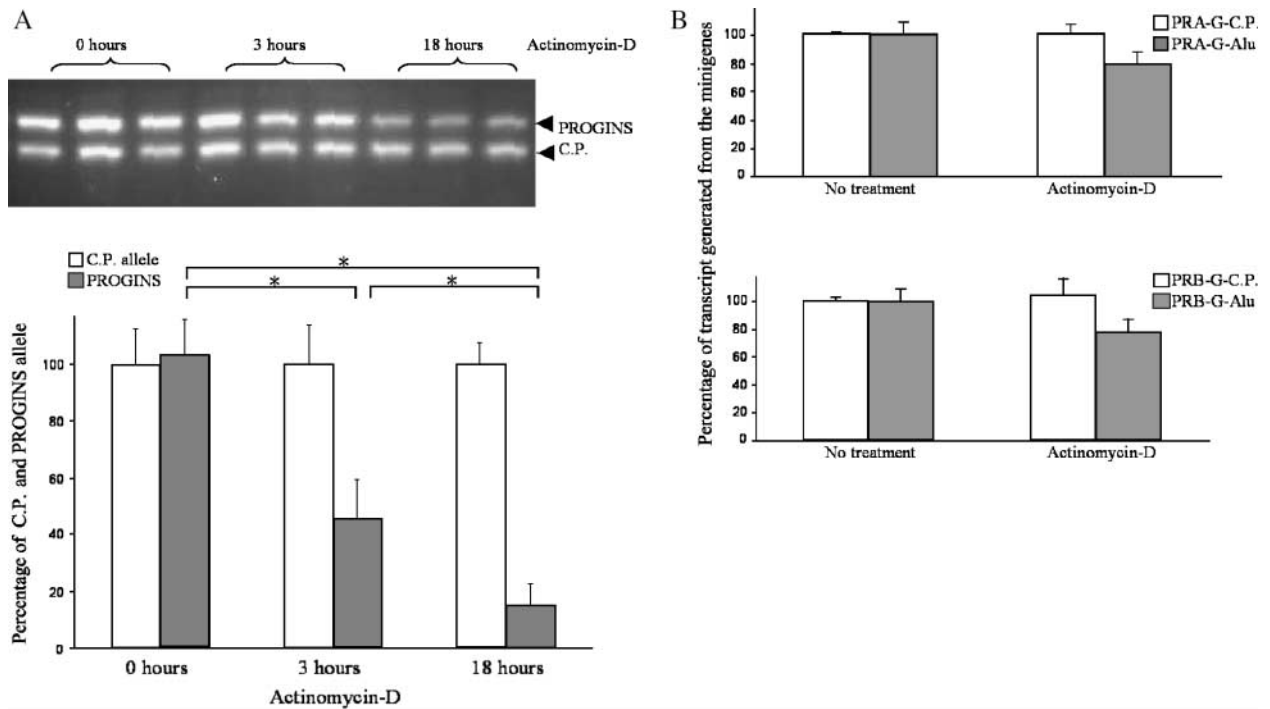 A
0 hours
3 hours
18 hours
Actinomycin-D
PROGINS
C.P.
C.P. allele
PROGINS
*
*
*
Percentage of C.P. and PROGINS allele
100
80
60
40
20
0
0 hours
3 hours
18 hours
Actinomycin-D
B
Percentage of transcript generated from the minigenes
PRA-G-C.P.
PRA-G-Alu
100
80
60
40
20
0
No treatment
Actinomycin-D
PRB-G-C.P.
PRB-G-Alu
100
80
60
40
20
0
No treatment
Actinomycin-D